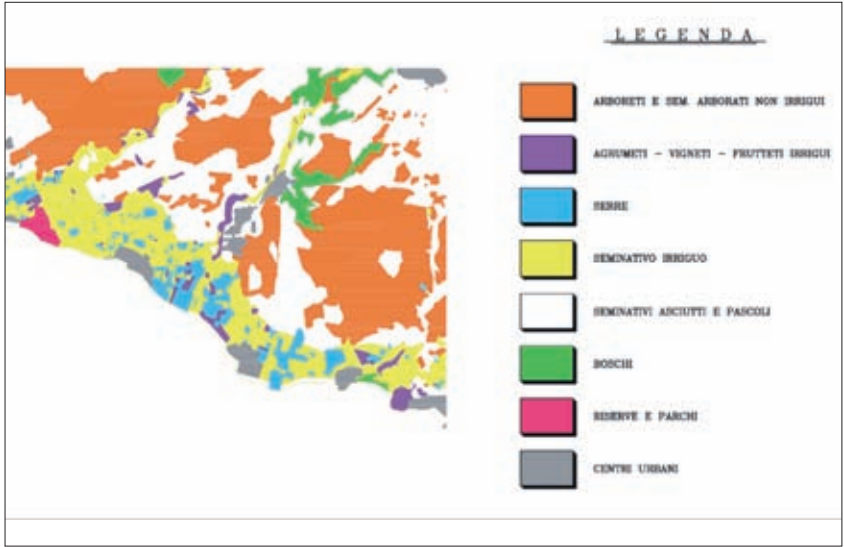 LEGENDA
ARBORETI E SEM. ARBORATI NON IRRIGUI
AGRUMETI - VIGNETI - FRUTTETI IRRIGUI
SERRE
SEMINATIVO IRRIGUO
SEMINATIVI ASCIUTTI E PASCOLI
BOSCHI
RISERVE E PARCHI
CENTRI URBANI